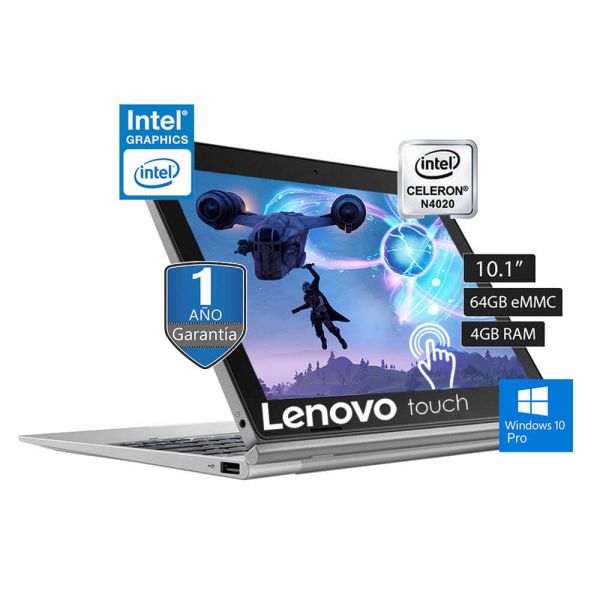 Intel®
GRAPHICS
intel®
intel®
CELERON®
N4020
10.1”
64GB eMMC
4GB RAM
1
AÑO
Garantía
Lenovo touch
Windows 10
Pro